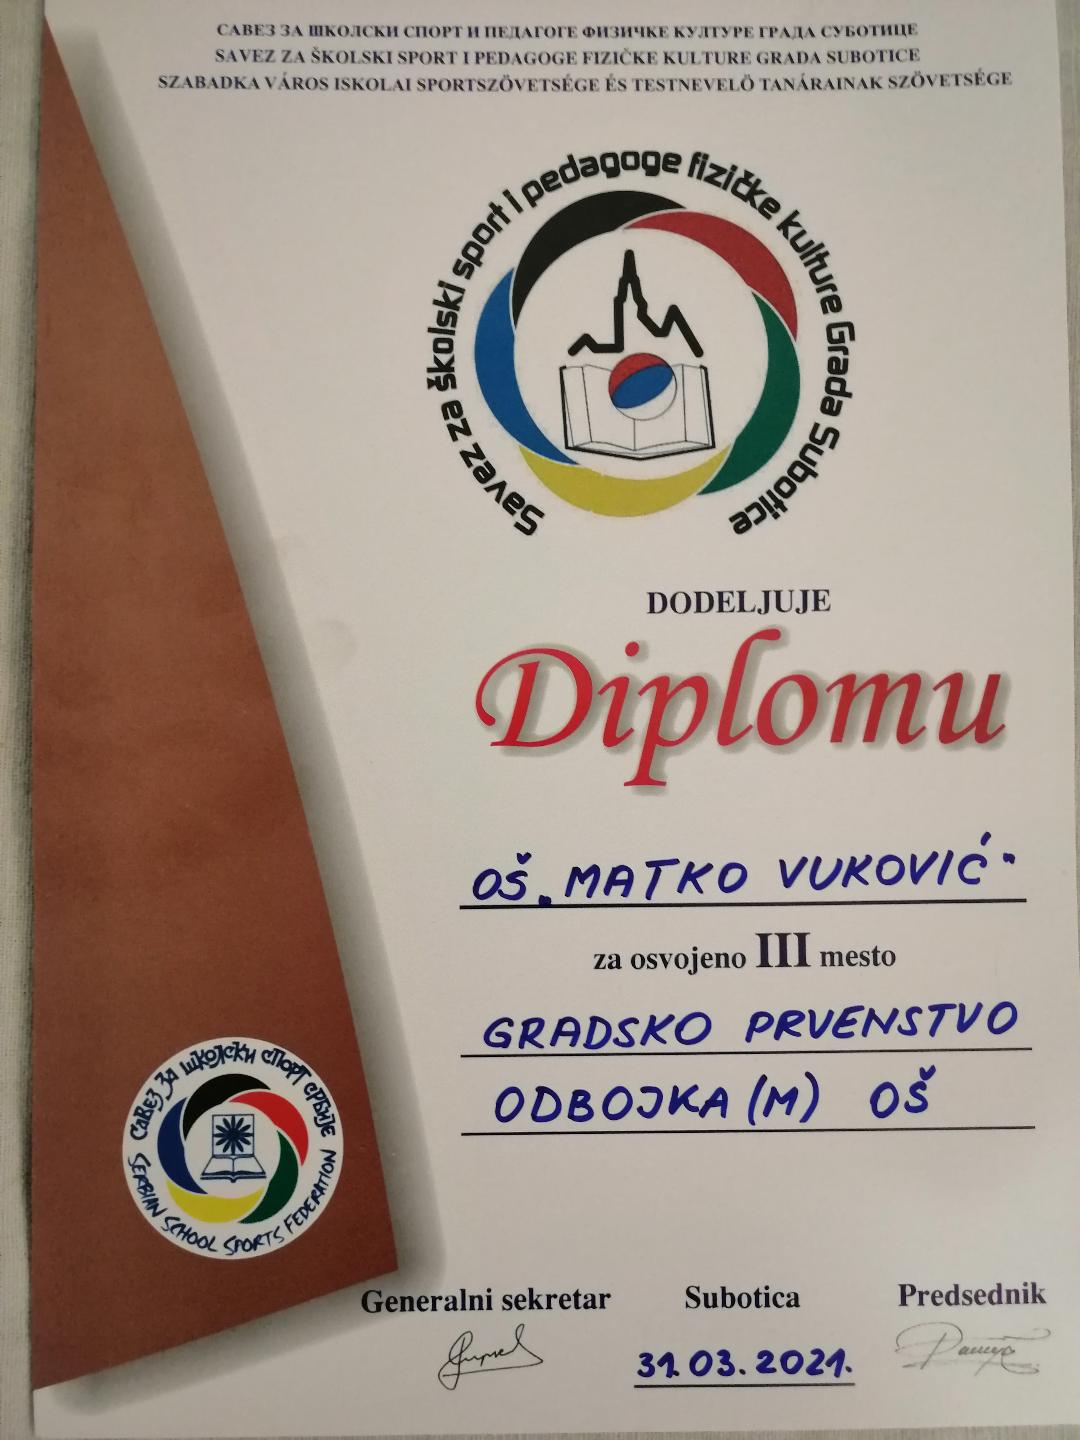 САВЕЗ ЗА ШКОЛСКИ СПОРТ И ПЕДАГОГЕ ФИЗИЧКЕ КУЛТУРЕ ГРАДА СУБОТИЦЕ
SAVEZ ZA ŠKOLSKI SPORT I PEDAGOGE FIZIČKE KULTURE GRADA SUBOTICE
SZABADKA VÁROS ISKOLAI SPORTSZÖVETSÉGE ÉS TESTNEVELŐ TANÁRAINAK SZÖVETSÉGE
Savez za školski sport i pedagoge fizičke kulture Grada Subotice
DODELJUJE
Diplomu
OŠ „MATKO VUKOVIĆ"
za osvojeno III mesto
GRADSKO PRVENSTVO
ODBOJKA (M) OŠ
САВЕЗ ЗА ШКОЛСКИ СПОРТ СРБИЈЕ
SERBIAN SCHOOL SPORTS FEDERATION
Generalni sekretar Subotica Predsednik
31.03.2021.